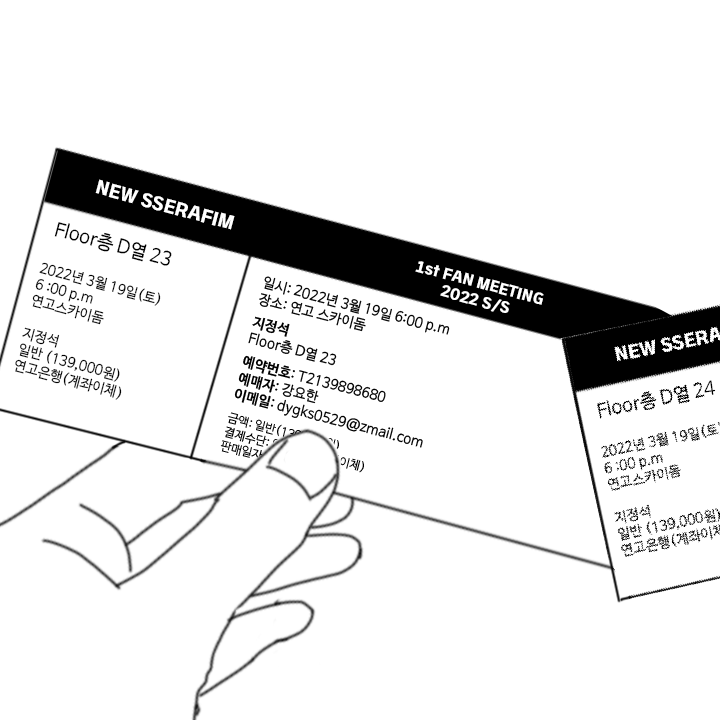 NEW SSERAFIM
Floor층 D열 23
2022년 3월 19일(토)
6 :00 p.m
연고스카이돔
지정석
일반 (139,000원)
연고은행(계좌이체)
1st FAN MEETING
2022 S/S
일시: 2022년 3월 19일 6:00 p.m
장소: 연고 스카이돔
지정석
Floor층 D열 23
예약번호: T2139898680
예매자: 강요한
이메일: dygks0529@zmail.com
금액: 일반(139
결제수단:
판매일자
이체)
NEW SSERA
Floor층 D열 24
2022년 3월 19일(토
6 :00 p.m
연고스카이돔
지정석
일반 (139,000원)
연고은행(계좌이체